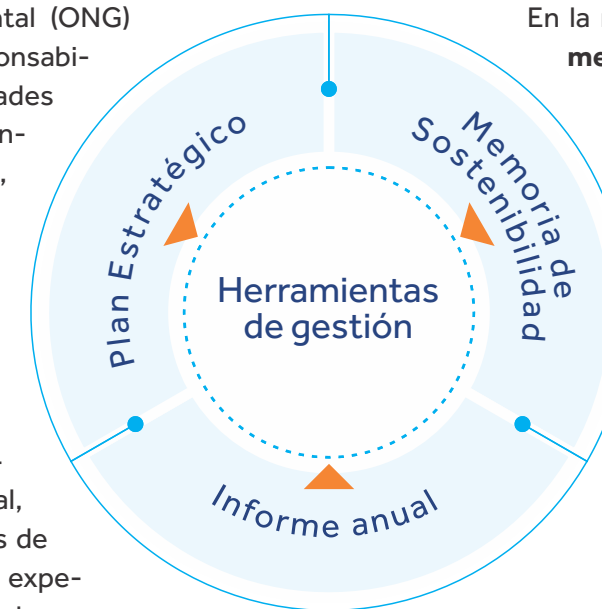 ntal (ONG)
onsabi-
ades
n-
,
al,
s de
expe-
En la
me
Plan Estratégico
Memoria de
Sostenibilidad
Herramientas
de gestión
Informe anual